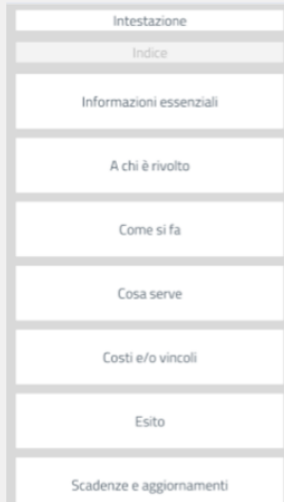 Intestazione
Indice
Informazioni essenziali
A chi è rivolto
Come si fa
Cosa serve
Costi e/o vincoli
Esito
Scadenze e aggiornamenti